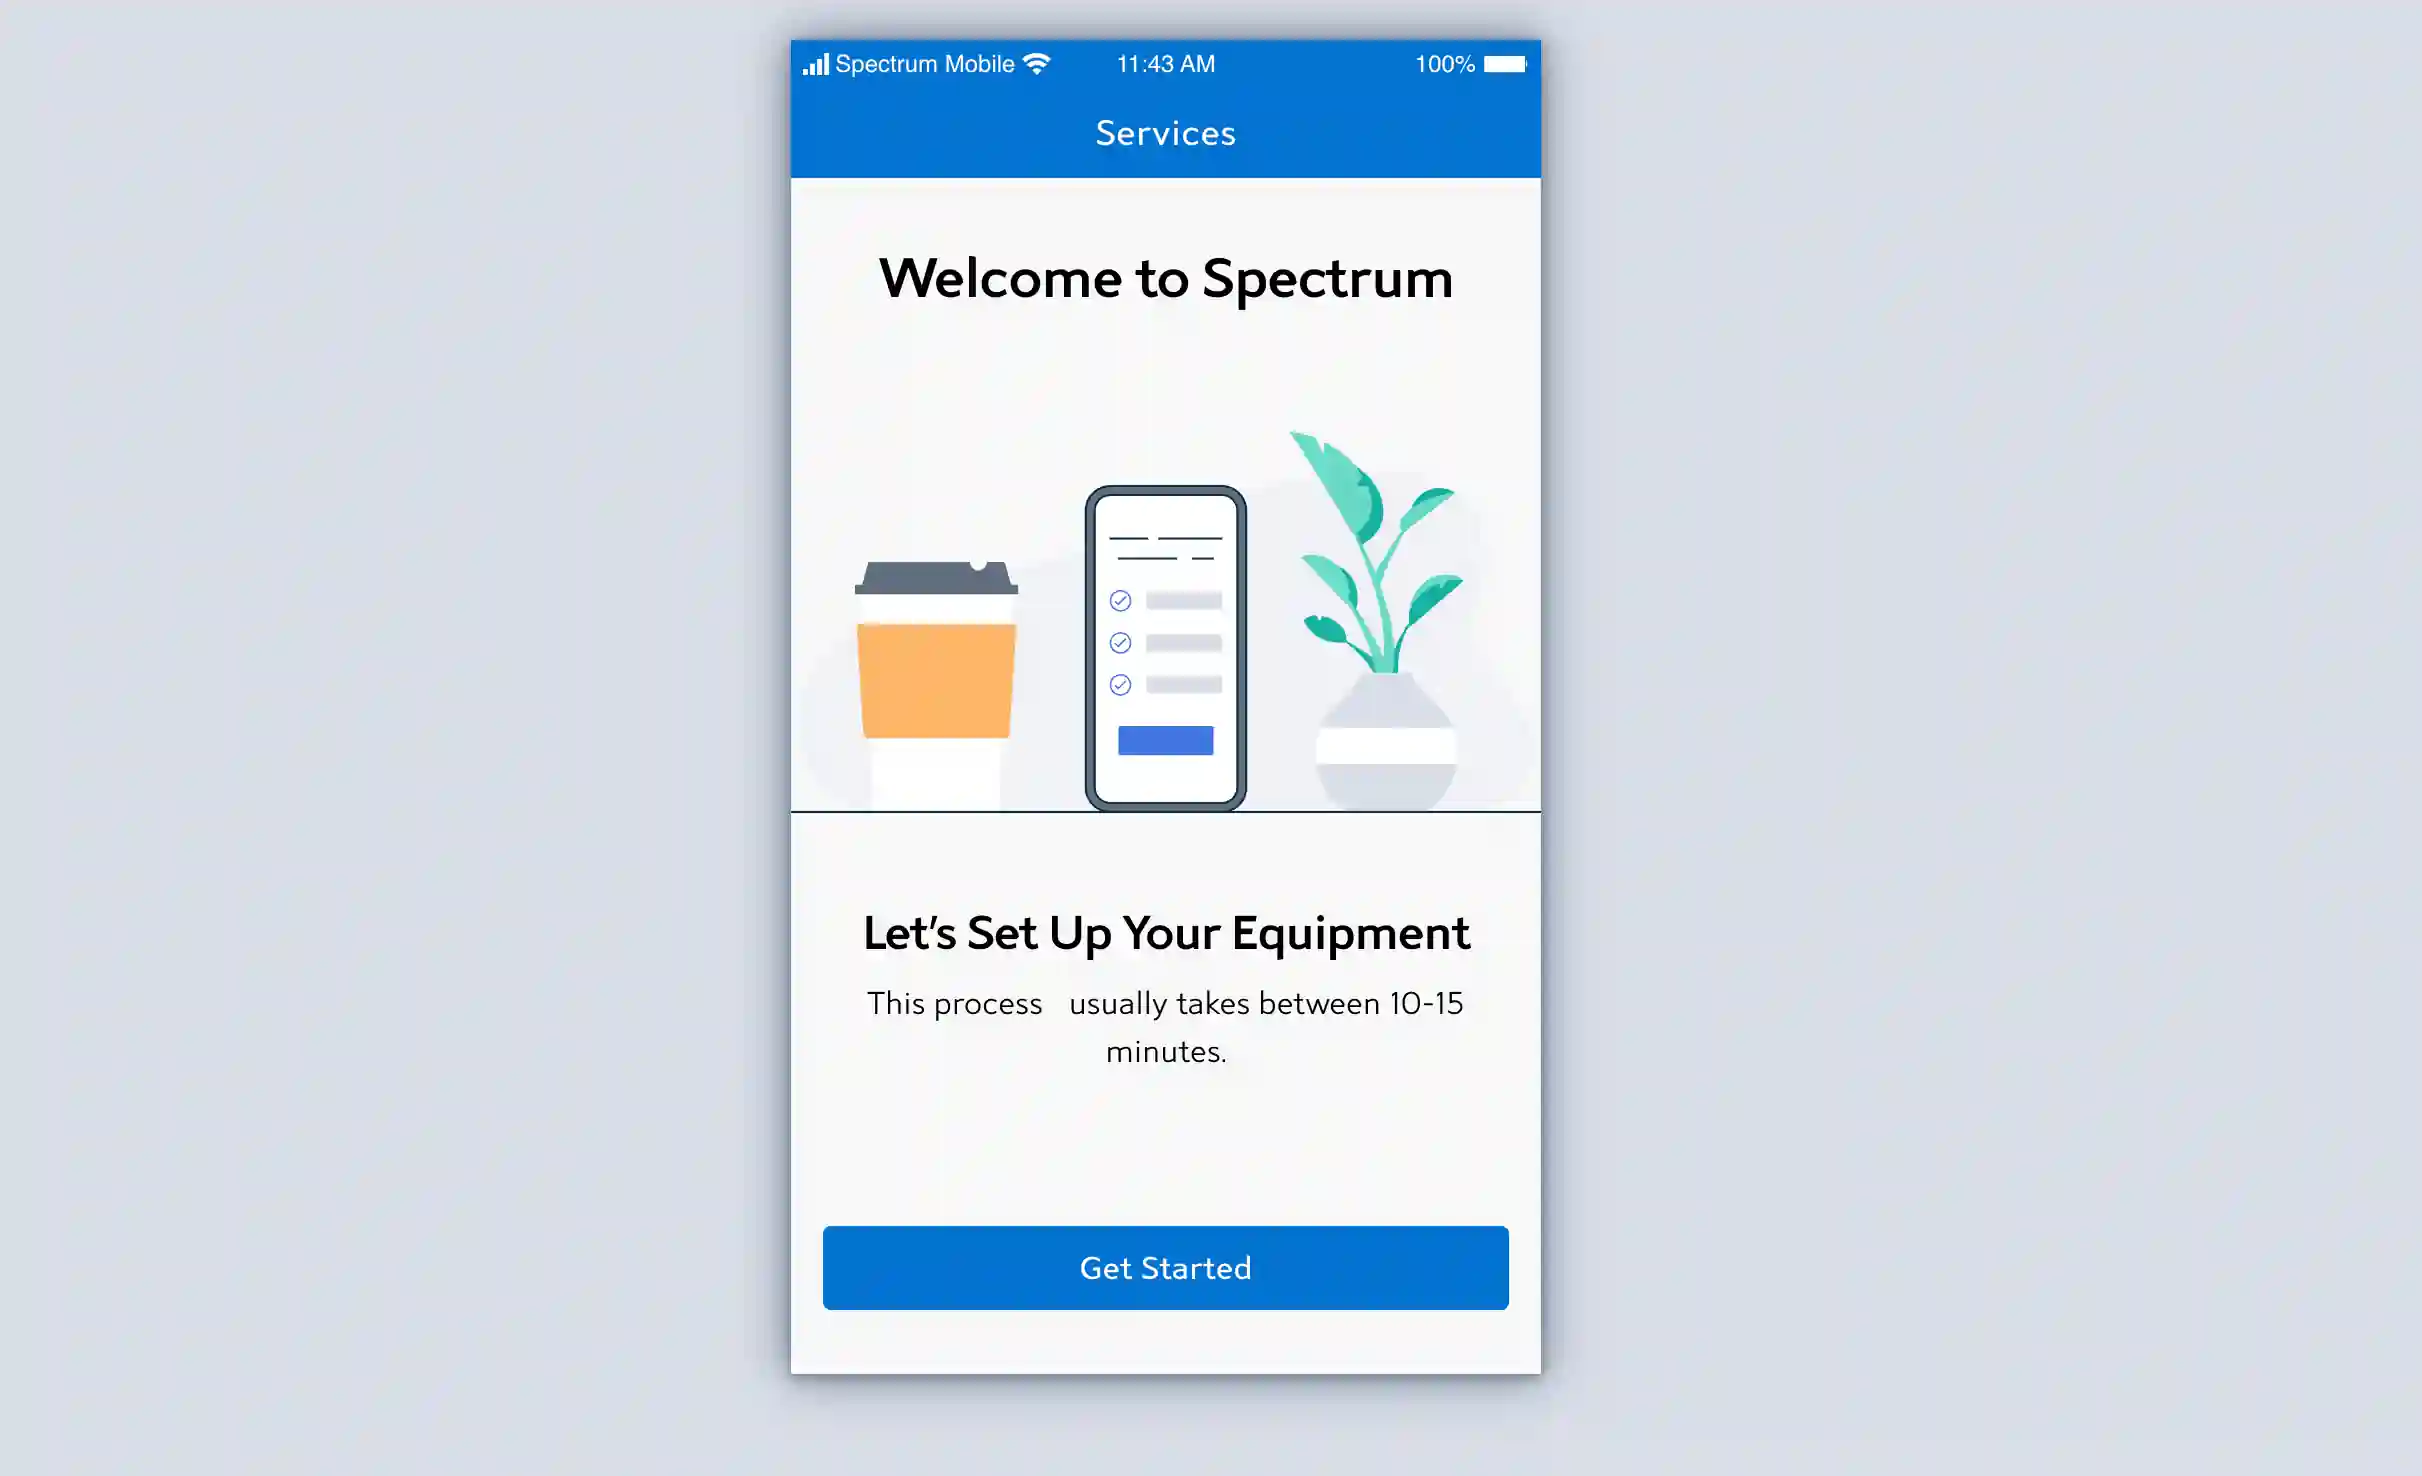 Spectrum Mobile 11:43 AM 100%
Services
Welcome to Spectrum
Let's Set Up Your Equipment
This process usually takes between 10-15
minutes.
Get Started